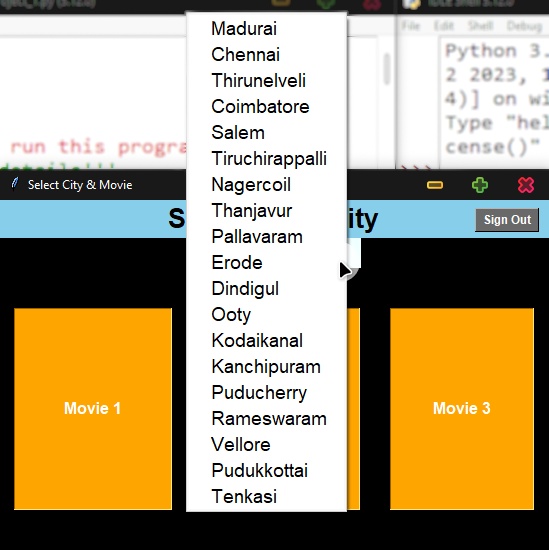 File Edit Shell Debug
Python 3.
2 2023, 1
4)] on wi
Type "hel
cense()"
>>>
run this progra
details'''
Select City & Movie
S ity
Sign Out
Madurai
Chennai
Thirunelveli
Coimbatore
Salem
Tiruchirappalli
Nagercoil
Thanjavur
Pallavaram
Erode
Dindigul
Ooty
Kodaikanal
Kanchipuram
Puducherry
Rameswaram
Vellore
Pudukkottai
Tenkasi
Movie 1
Movie 3